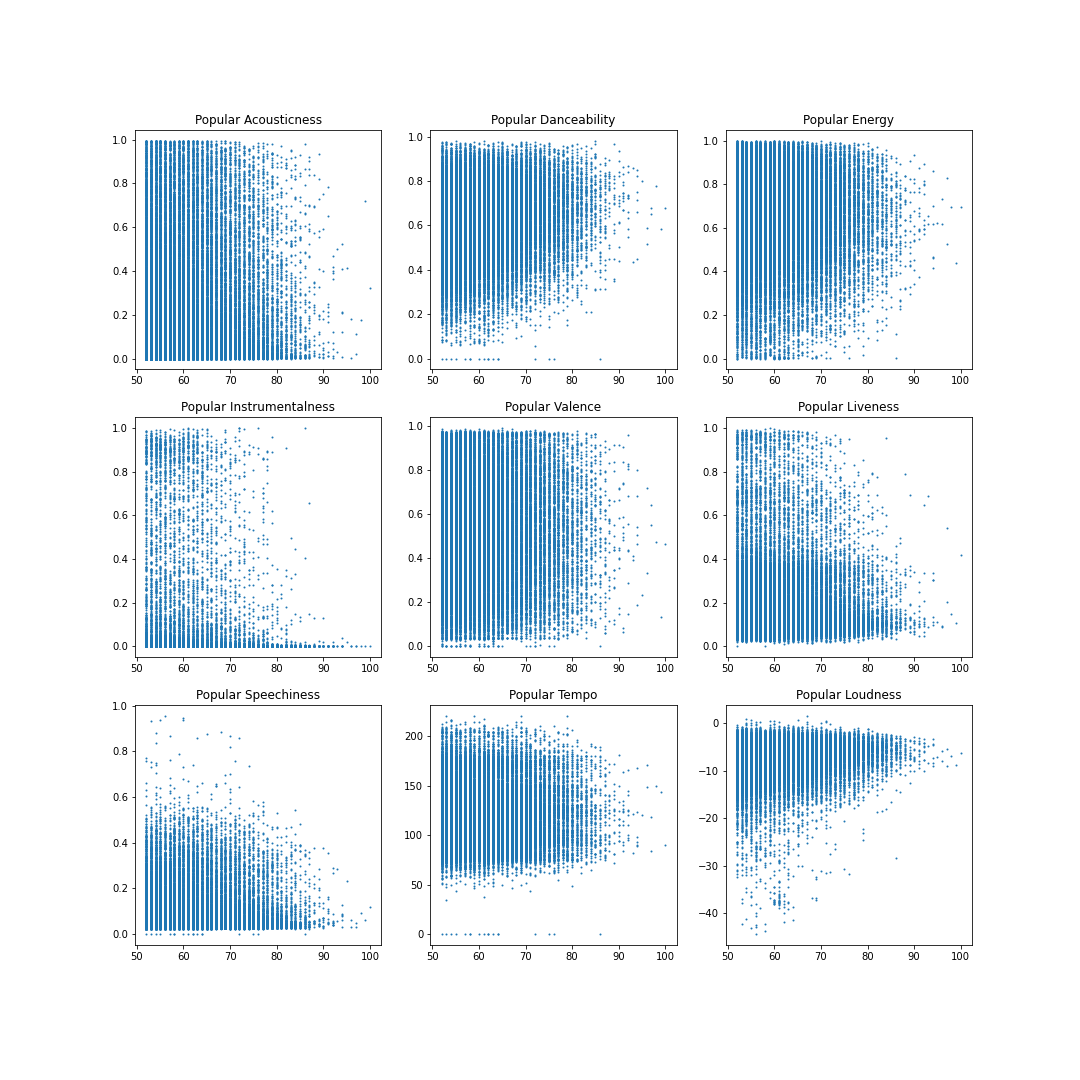 Popular Acousticness Popular Danceability Popular Energy
1.0 1.0 1.0
0.8 0.8 0.8
0.6 0.6 0.6
0.4 0.4 0.4
0.2 0.2 0.2
0.0 0.0 0.0
50 60 70 80 90 100 50 60 70 80 90 100 50 60 70 80 90 100
Popular Instrumentalness Popular Valence Popular Liveness
1.0 1.0 1.0
0.8 0.8 0.8
0.6 0.6 0.6
0.4 0.4 0.4
0.2 0.2 0.2
0.0 0.0 0.0
50 60 70 80 90 100 50 60 70 80 90 100 50 60 70 80 90 100
Popular Speechiness Popular Tempo Popular Loudness
1.0 200 0
0.8 150 −10
0.6 100 −20
0.4 50 −30
0.2 0 −40
0.0
50 60 70 80 90 100 50 60 70 80 90 100 50 60 70 80 90 100